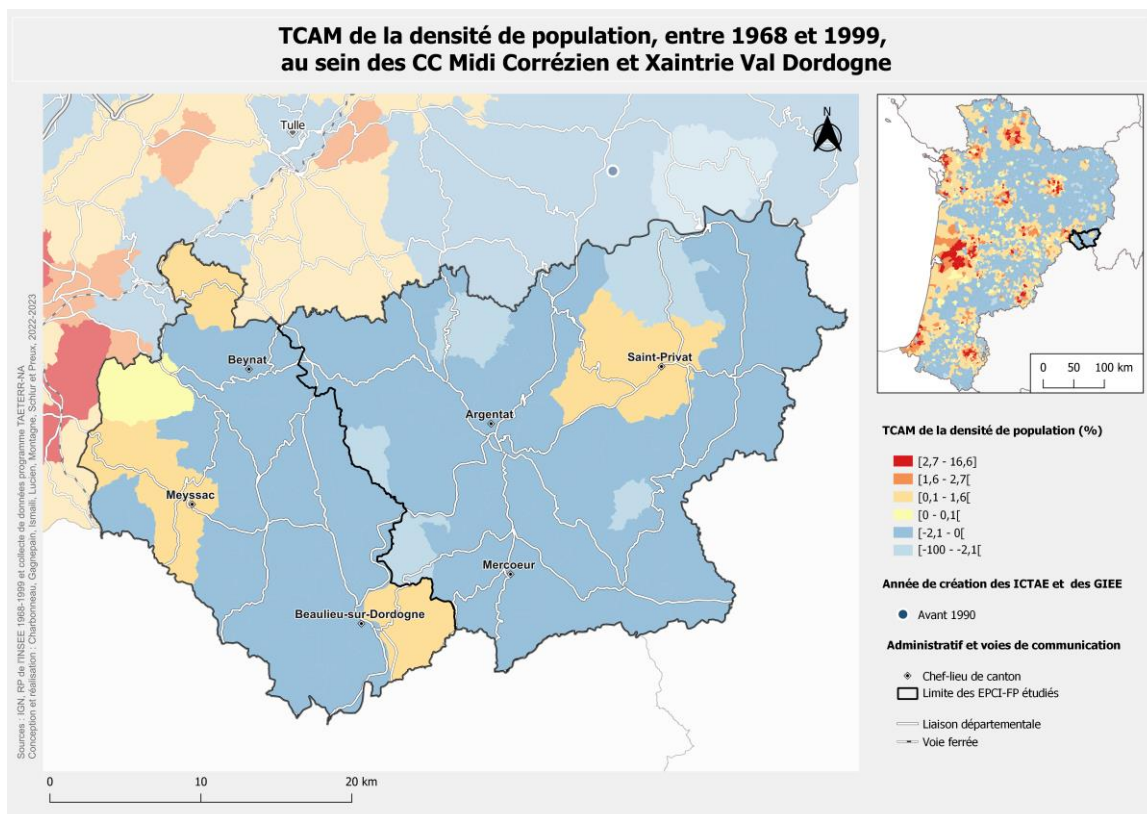 TCAM de la densité de population, entre 1968 et 1999,
au sein des CC Midi Corrézien et Xaintrie Val Dordogne
Tulle
N
Beynat
Saint-Privat
Argentat
Meyssac
Mercoeur
Beaulieu-sur-Dordogne
Sources : IGN, RP de l'INSEE 1968-1999 et collecte de données programme TAETERR-NA
Conception et réalisation : Charbonneau, Gagnepain, Ismaili, Lucien, Montagne, Schlur et Preux, 2022-2023
0 10 20 km
0 50 100 km
TCAM de la densité de population (%)
[2,7 - 16,6]
[1,6 - 2,7[
[0,1 - 1,6[
[0 - 0,1[
[-2,1 - 0[
[-100 - -2,1[
Année de création des ICTAE et des GIEE
Avant 1990
Administratif et voies de communication
Chef-lieu de canton
Limite des EPCI-FP étudiés
Liaison départementale
Voie ferrée